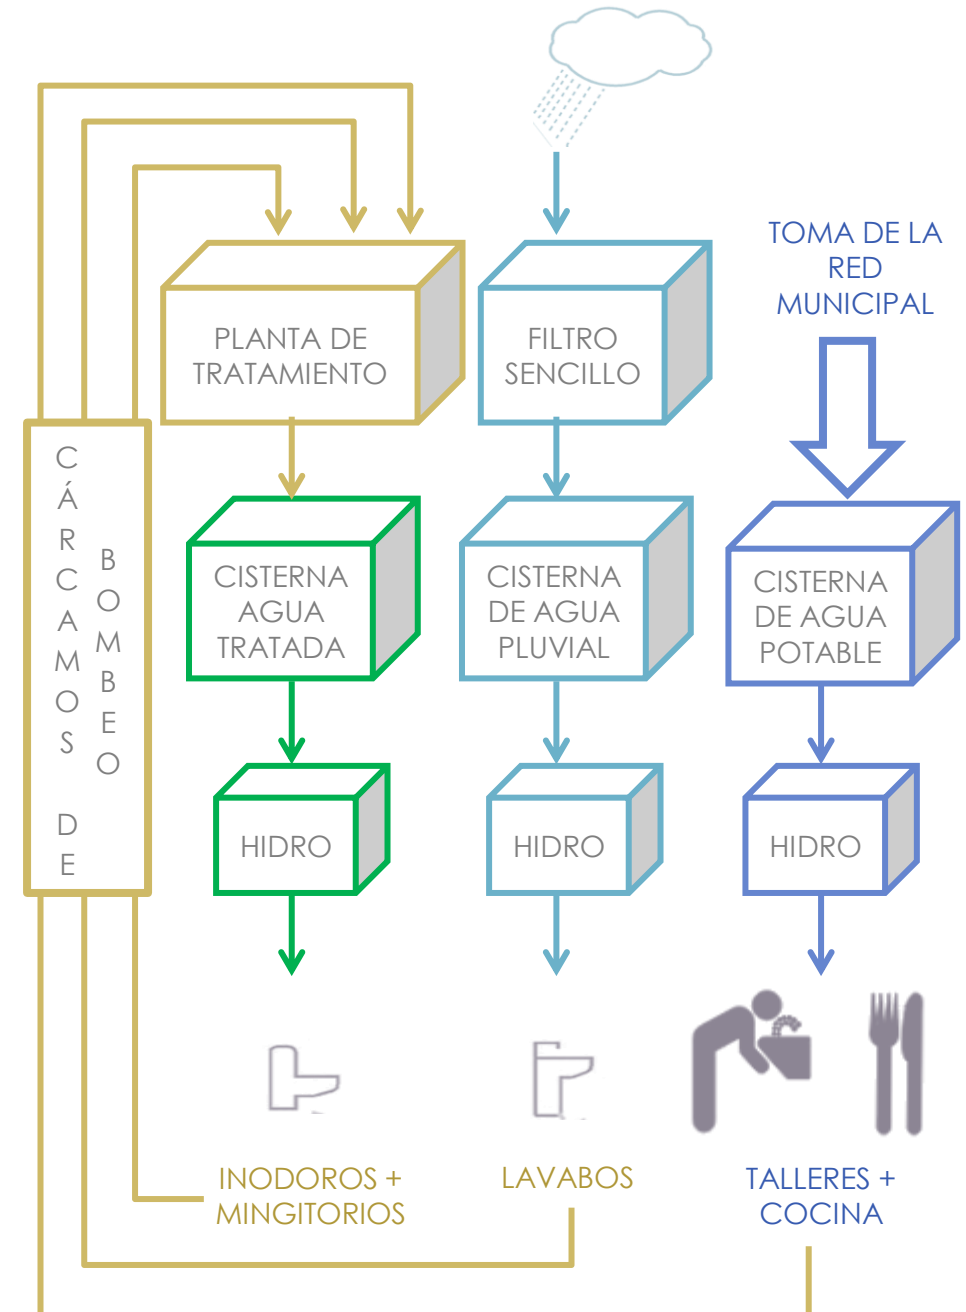 TOMA DE LA
RED
MUNICIPAL
PLANTA DE
TRATAMIENTO
FILTRO
SENCILLO
CÁRCAMOS DE
BOMBEO
CISTERNA
AGUA
TRATADA
CISTERNA
DE AGUA
PLUVIAL
CISTERNA
DE AGUA
POTABLE
HIDRO
HIDRO
HIDRO
INODOROS +
MINGITORIOS
LAVABOS
TALLERES +
COCINA